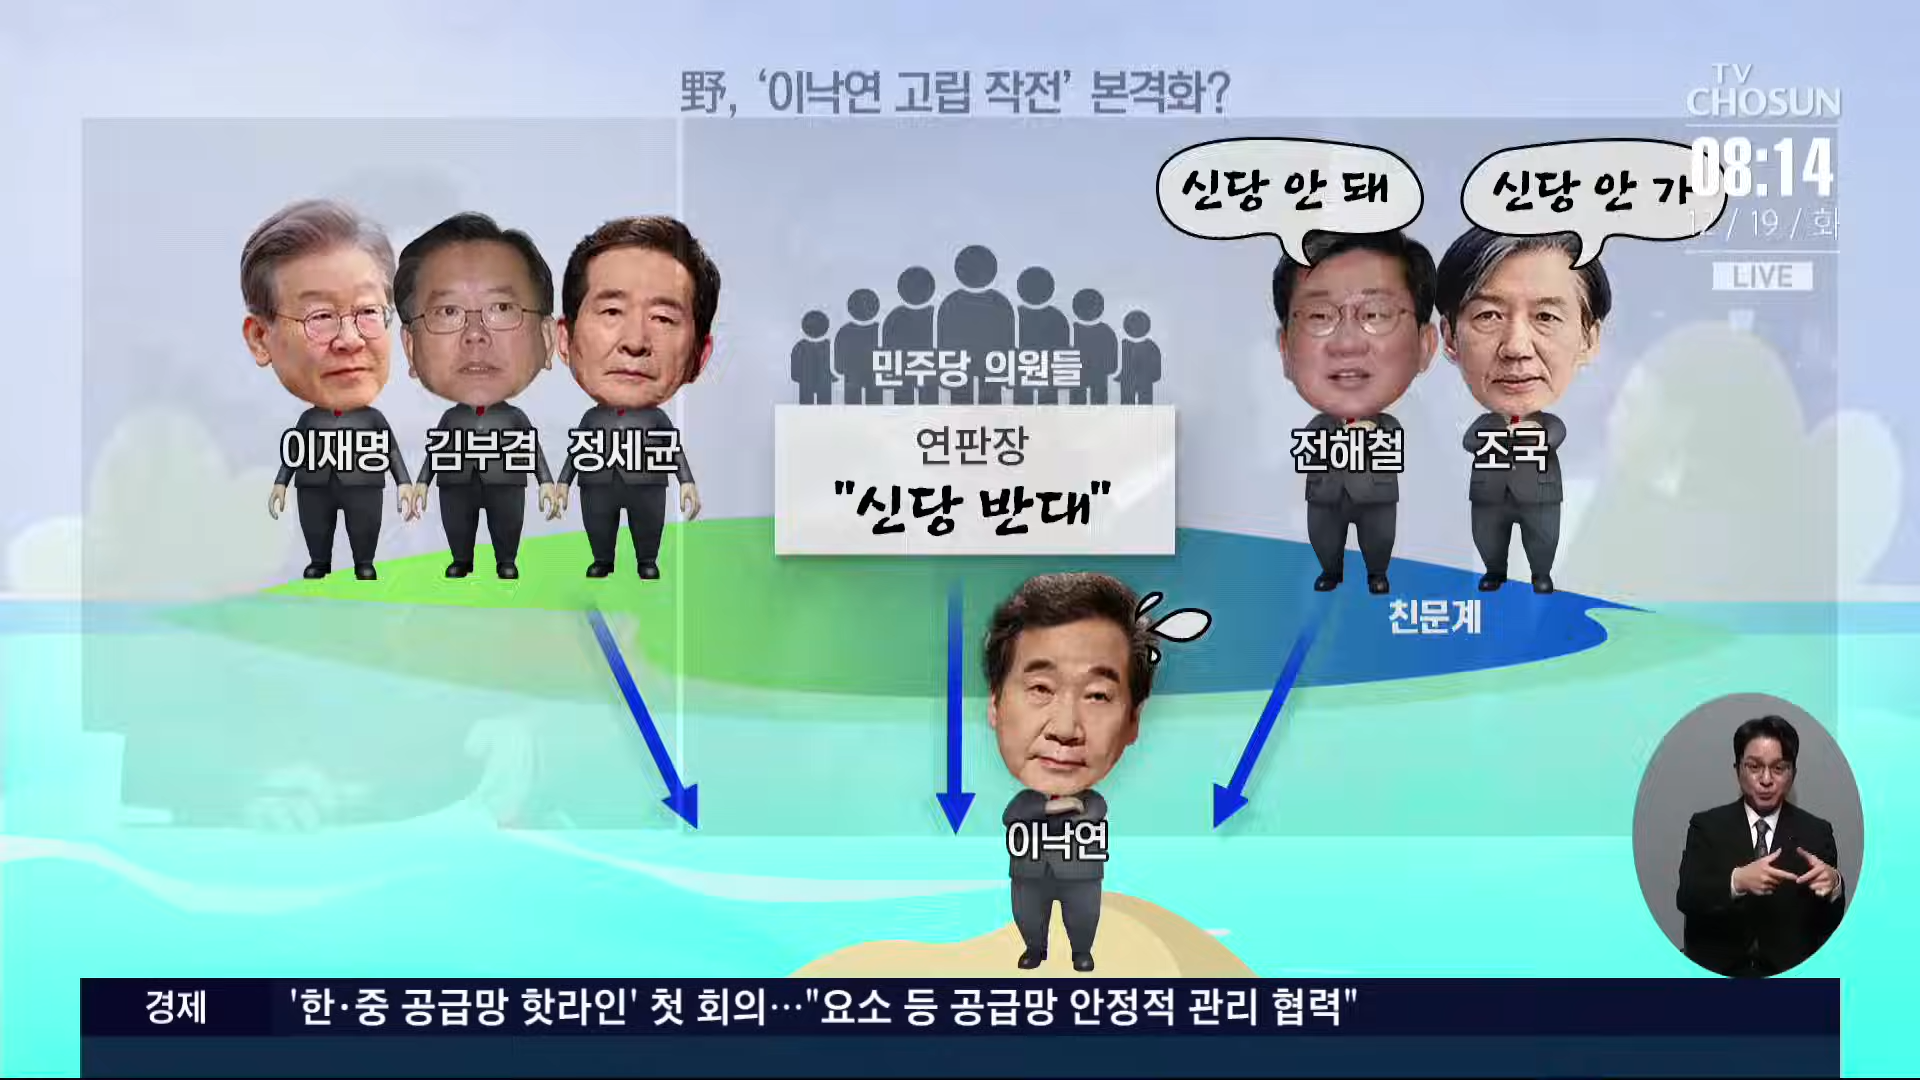 野, ‘이낙연 고립 작전’ 본격화?
TV
CHOSUN
08:14
12 / 19 / 화
LIVE
신당 안 돼
신당 안 가
민주당 의원들
연판장
"신당 반대"
이재명
김부겸
정세균
전해철
조국
친문계
이낙연
경제
'한·중 공급망 핫라인' 첫 회의…"요소 등 공급망 안정적 관리 협력"